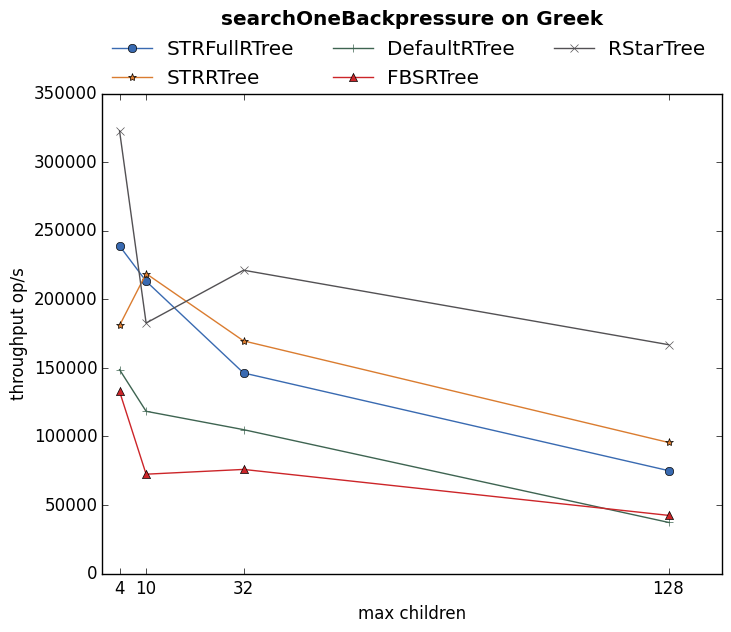 searchOneBackpressure on Greek
STRFullRTree DefaultRTree RStarTree
STRRTree FBSRTree
350000
300000
250000
200000
150000
100000
50000
0
throughput op/s
4 10 32 128
max children